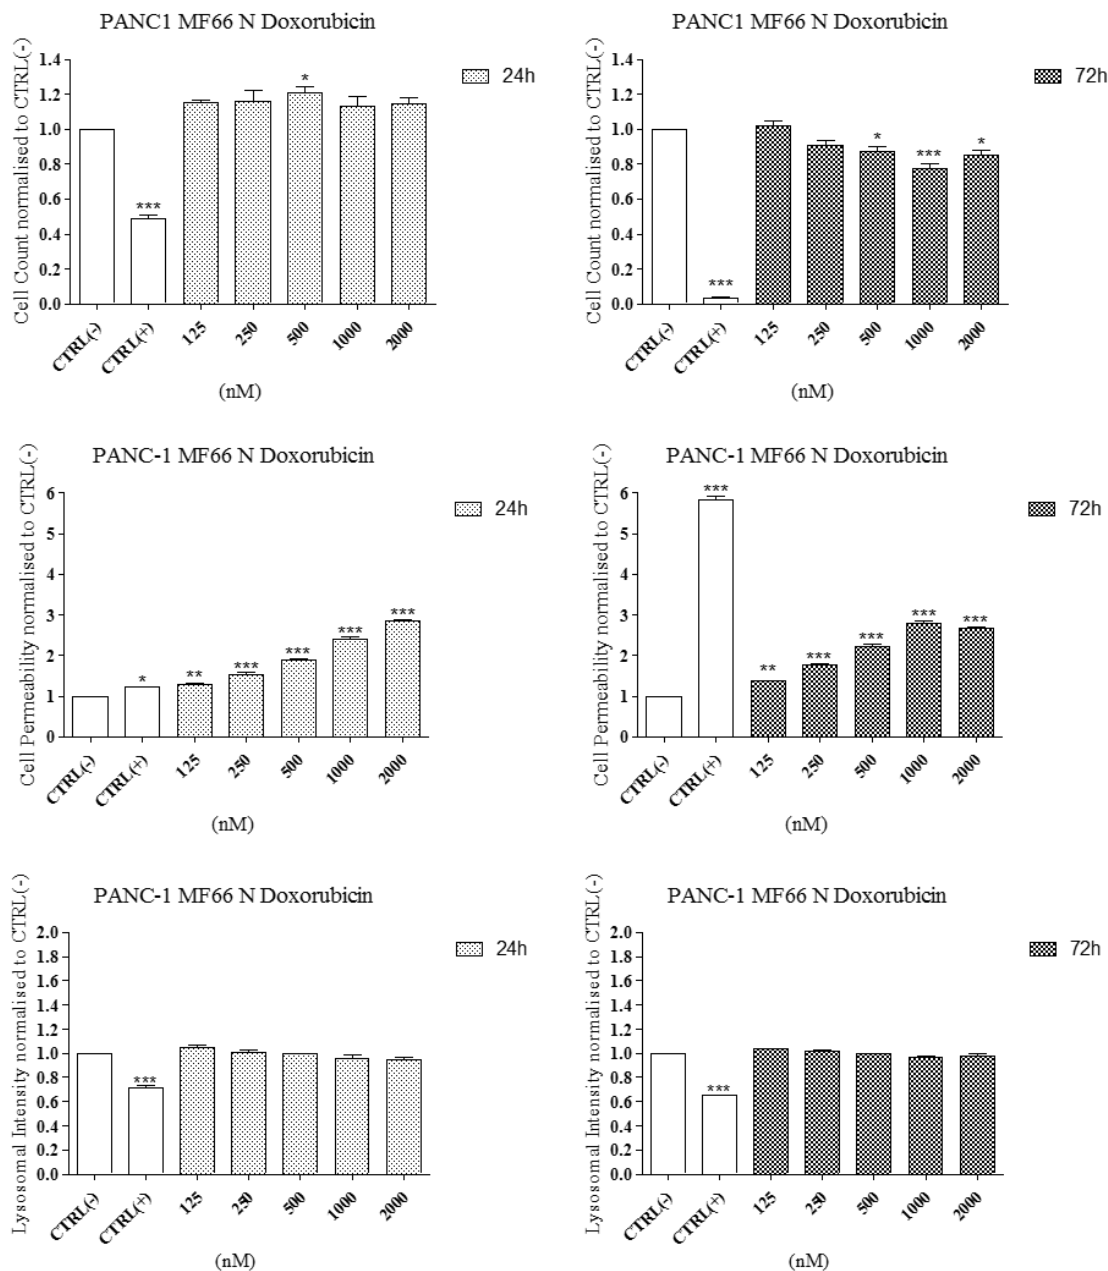 PANC1 MF66 N Doxorubicin
Cell Count normalised to CTRL(-)
1.4
1.2
1.0
0.8
0.6
0.4
0.2
0.0
*
***
24h
CTRL(-) CTRL(+) 125 250 500 1000 2000
(nM)
PANC1 MF66 N Doxorubicin
Cell Count normalised to CTRL(-)
1.4
1.2
1.0
0.8
0.6
0.4
0.2
0.0
*** * *** *
72h
CTRL(-) CTRL(+) 125 250 500 1000 2000
(nM)
PANC-1 MF66 N Doxorubicin
Cell Permeability normalised to CTRL(-)
6
5
4
3
2
1
0
* ** *** *** *** ***
24h
CTRL(-) CTRL(+) 125 250 500 1000 2000
(nM)
PANC-1 MF66 N Doxorubicin
Cell Permeability normalised to CTRL(-)
6
5
4
3
2
1
0
*** ** *** *** *** ***
72h
CTRL(-) CTRL(+) 125 250 500 1000 2000
(nM)
PANC-1 MF66 N Doxorubicin
Lysosomal Intensity normalised to CTRL(-)
2.0
1.8
1.6
1.4
1.2
1.0
0.8
0.6
0.4
0.2
0.0
***
24h
CTRL(-) CTRL(+) 125 250 500 1000 2000
(nM)
PANC-1 MF66 N Doxorubicin
Lysosomal Intensity normalised to CTRL(-)
2.0
1.8
1.6
1.4
1.2
1.0
0.8
0.6
0.4
0.2
0.0
***
72h
CTRL(-) CTRL(+) 125 250 500 1000 2000
(nM)